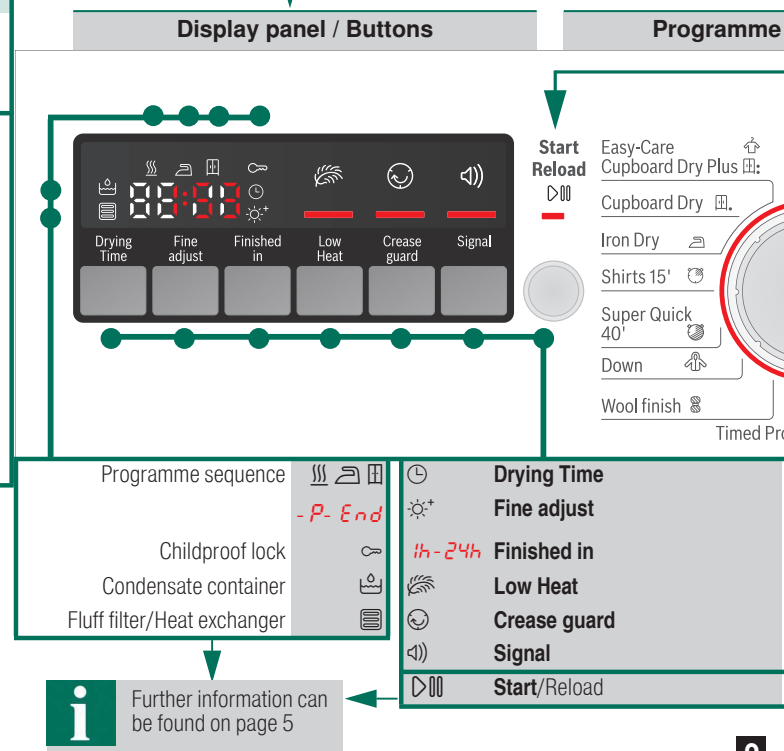 Display panel / Buttons
Programme
Start
Reload
Easy-Care
Cupboard Dry Plus
Cupboard Dry
Iron Dry
Shirts 15'
Super Quick
40'
Down
Wool finish
Timed Pro
Drying
Time
Fine
adjust
Finished
in
Low
Heat
Crease
guard
Signal
Programme sequence
-P- End
Childproof lock
Condensate container
Fluff filter/Heat exchanger
Drying Time
Fine adjust
1h-24h Finished in
Low Heat
Crease guard
Signal
Start/Reload
i
Further information can
be found on page 5